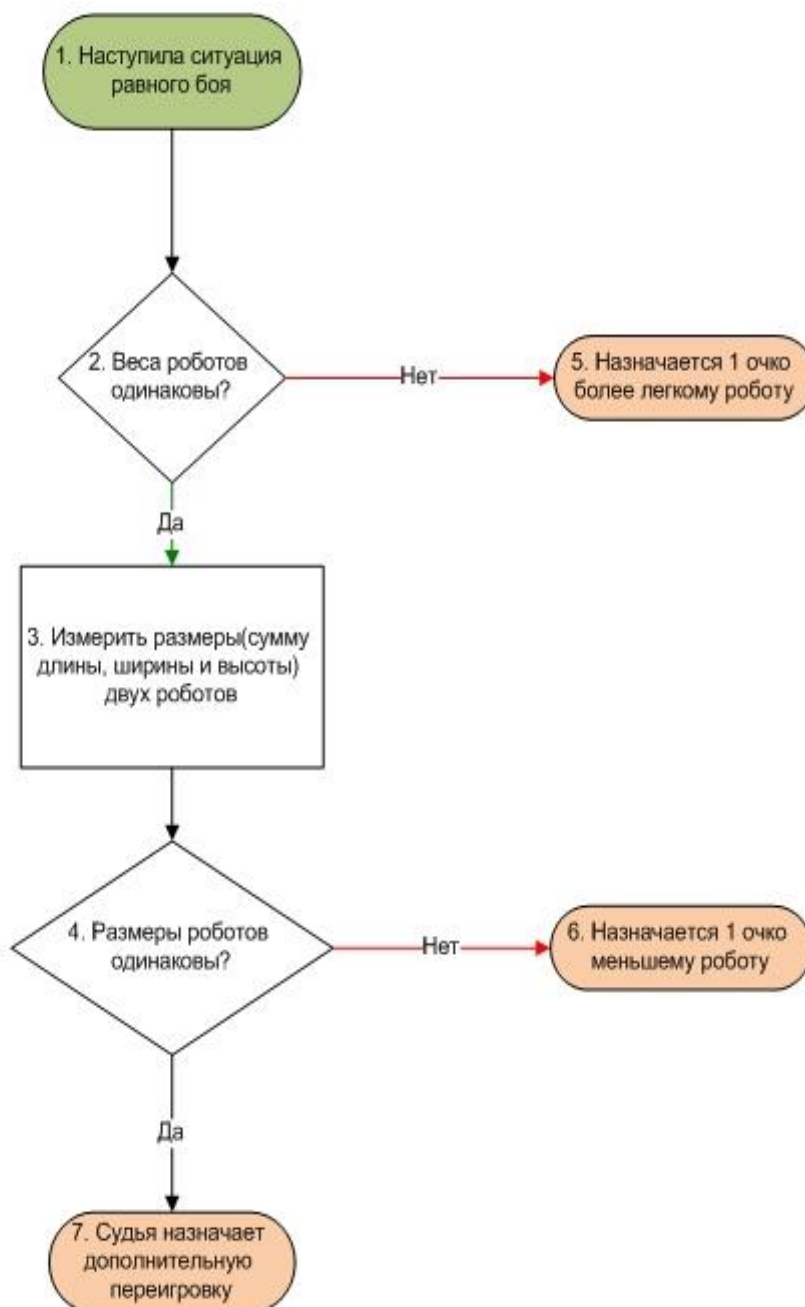 1. Наступила ситуация
равного боя
2. Веса роботов
одинаковы?
Нет
5. Назначается 1 очко
более легкому роботу
Да
3. Измерить размеры(сумму
длины, ширины и высоты)
двух роботов
4. Размеры роботов
одинаковы?
Нет
6. Назначается 1 очко
меньшему роботу
Да
7. Судья назначает
дополнительную
переигровку